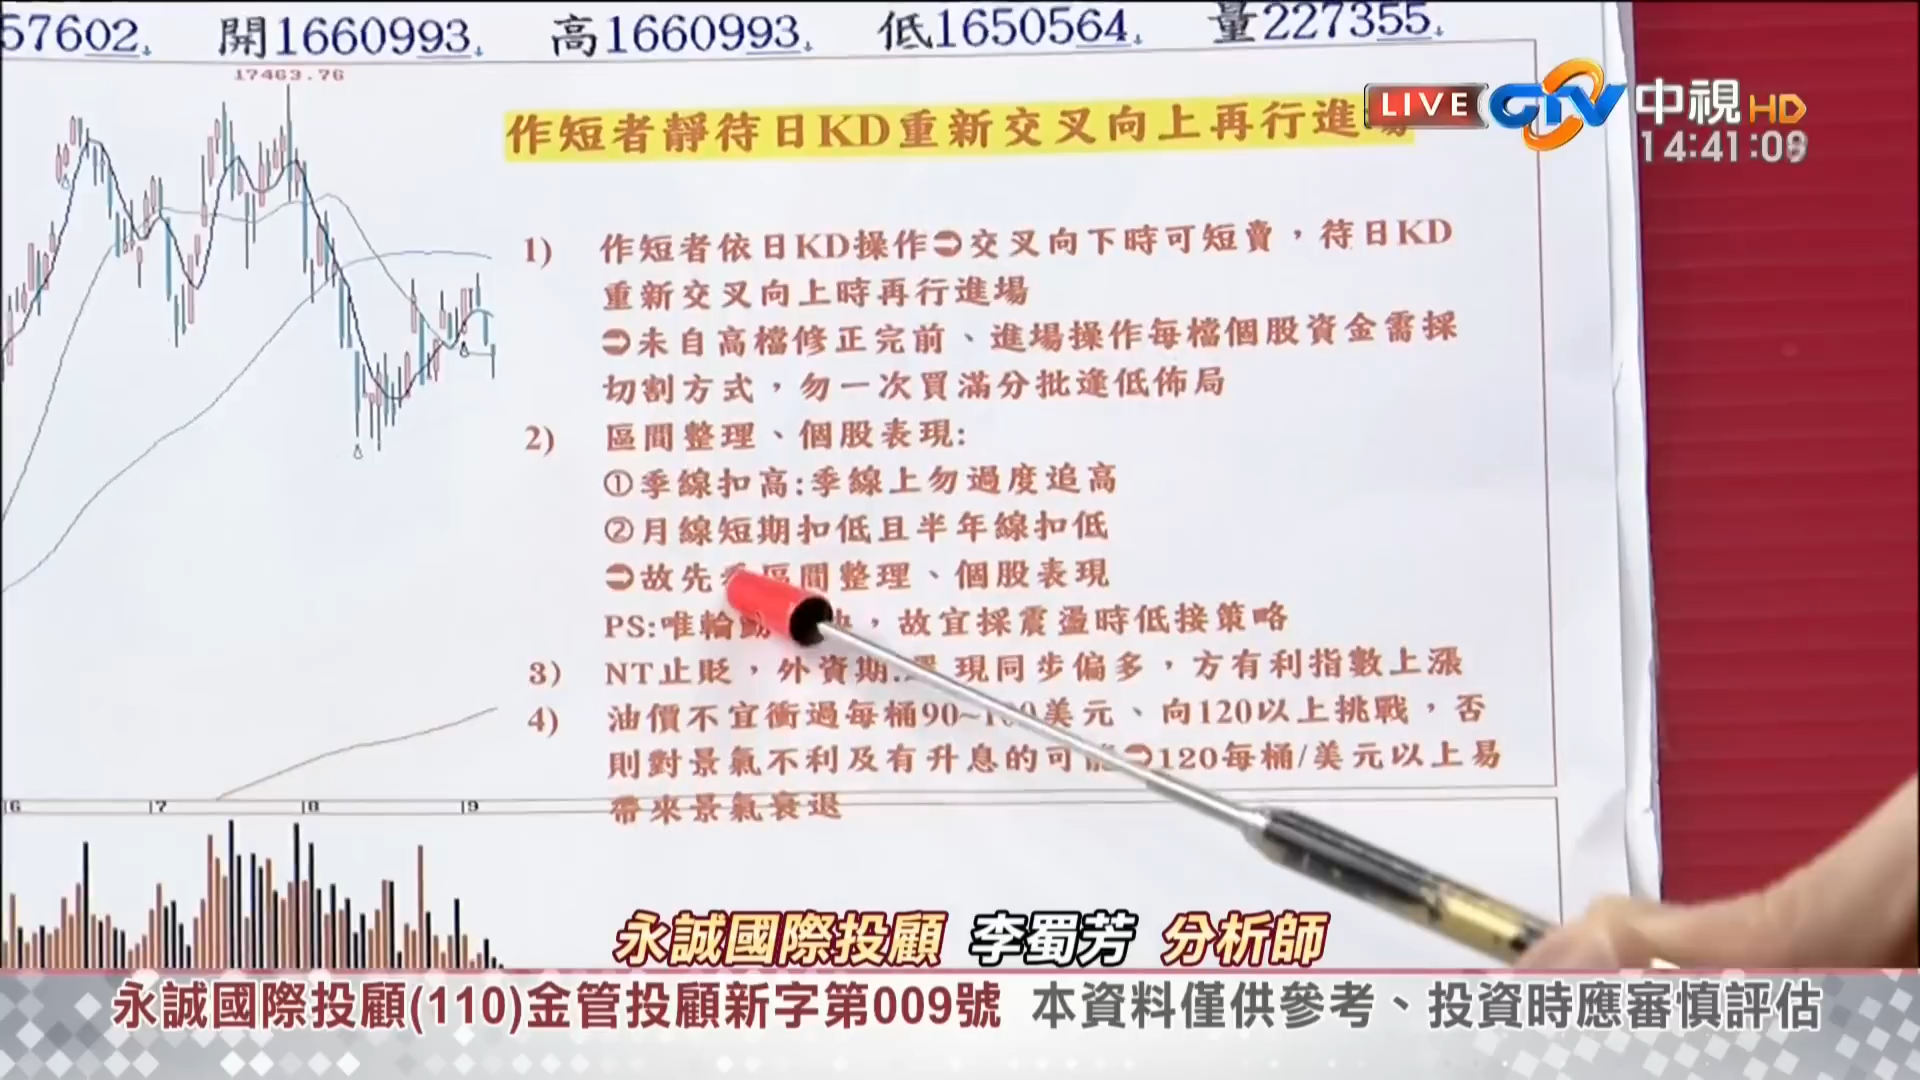 57602 開1660993 高1660993 低1650564 量227355
17463.76
LIVE CTV 中視HD
14:41:09
作短者靜待日KD重新交叉向上再行進場
1) 作短者依日KD操作➲交叉向下時可短賣，待日KD
重新交叉向上時再行進場
➲未自高檔修正完前、進場操作每檔個股資金需採
切割方式，勿一次買滿分批逢低佈局
2) 區間整理、個股表現:
①季線扣高:季線上勿過度追高
②月線短期扣低且半年線扣低
➲故先 區間整理、個股表現
PS:唯輪動 快，故宜採震盪時低接策略
3) NT止貶，外資期 現同步偏多，方有利指數上漲
4) 油價不宜衝過每桶90~100美元、向120以上挑戰，否
則對景氣不利及有升息的可能➲120每桶/美元以上易
帶來景氣衰退
6 7 8 9
永誠國際投顧 李蜀芳 分析師
永誠國際投顧(110)金管投顧新字第009號 本資料僅供參考、投資時應審慎評估